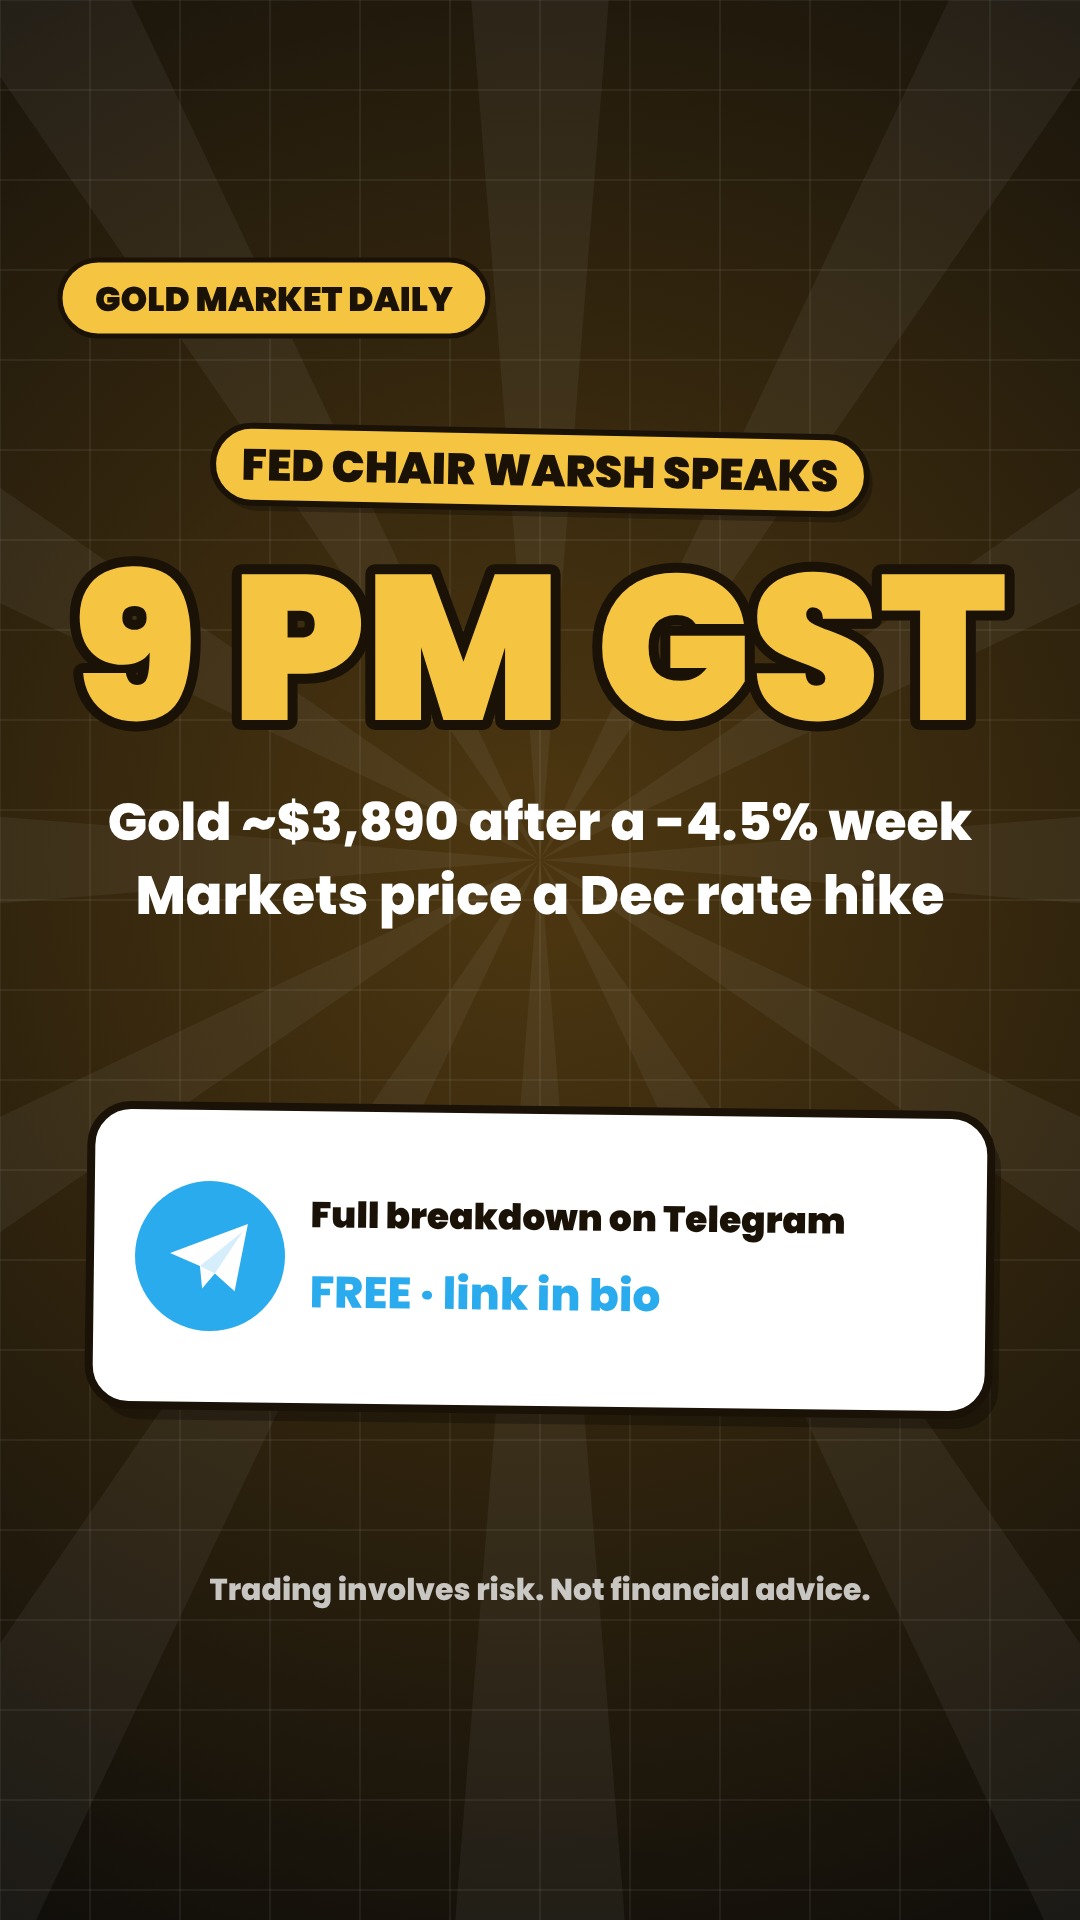 GOLD MARKET DAILY
FED CHAIR WARSH SPEAKS
9 PM GST
Gold ~$3,890 after a −4.5% week
Markets price a Dec rate hike
Full breakdown on Telegram
FREE · link in bio
Trading involves risk. Not financial advice.